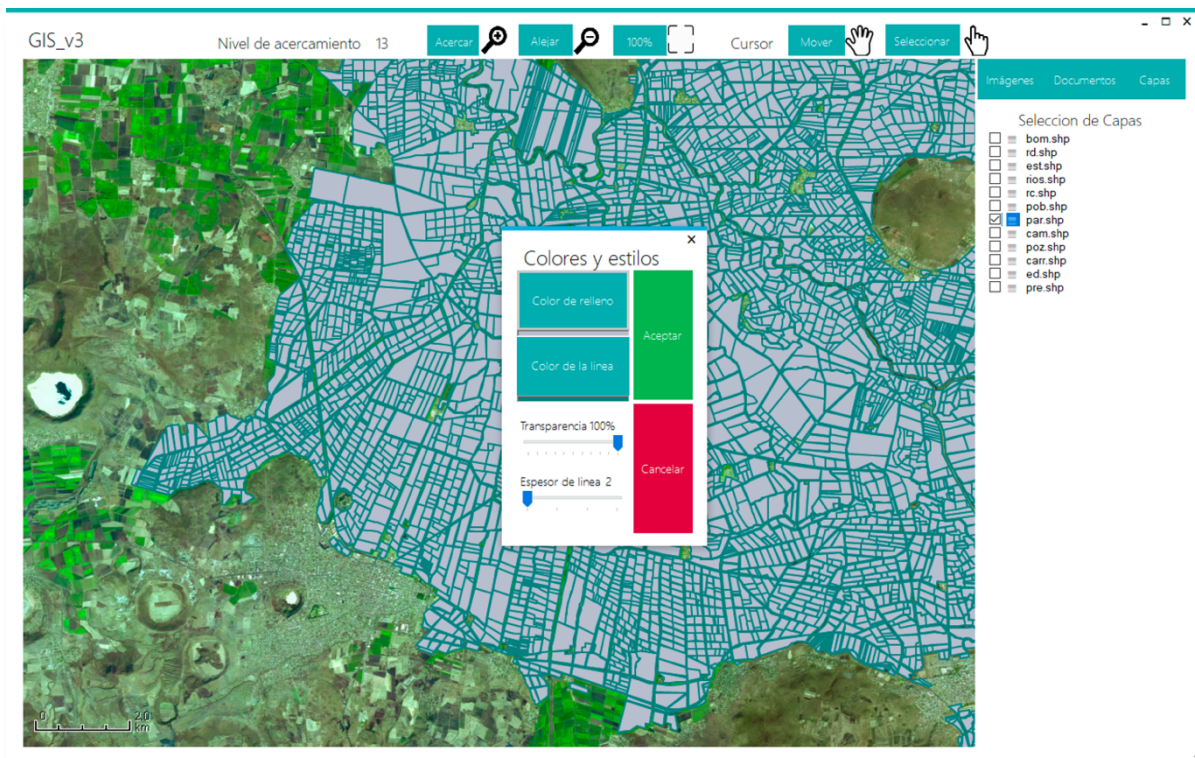 GIS_v3
Nivel de acercamiento 13
Acercar
Alejar
100%
Cursor
Mover
Seleccionar
Imágenes
Documentos
Capas
Seleccion de Capas
bom.shp
rd.shp
est.shp
rios.shp
rc.shp
pob.shp
par.shp
cam.shp
poz.shp
carr.shp
ed.shp
pre.shp
Colores y estilos
Color de relleno
Color de la línea
Aceptar
Cancelar
Transparencia 100%
Espesor de línea 2
0 2.0
km